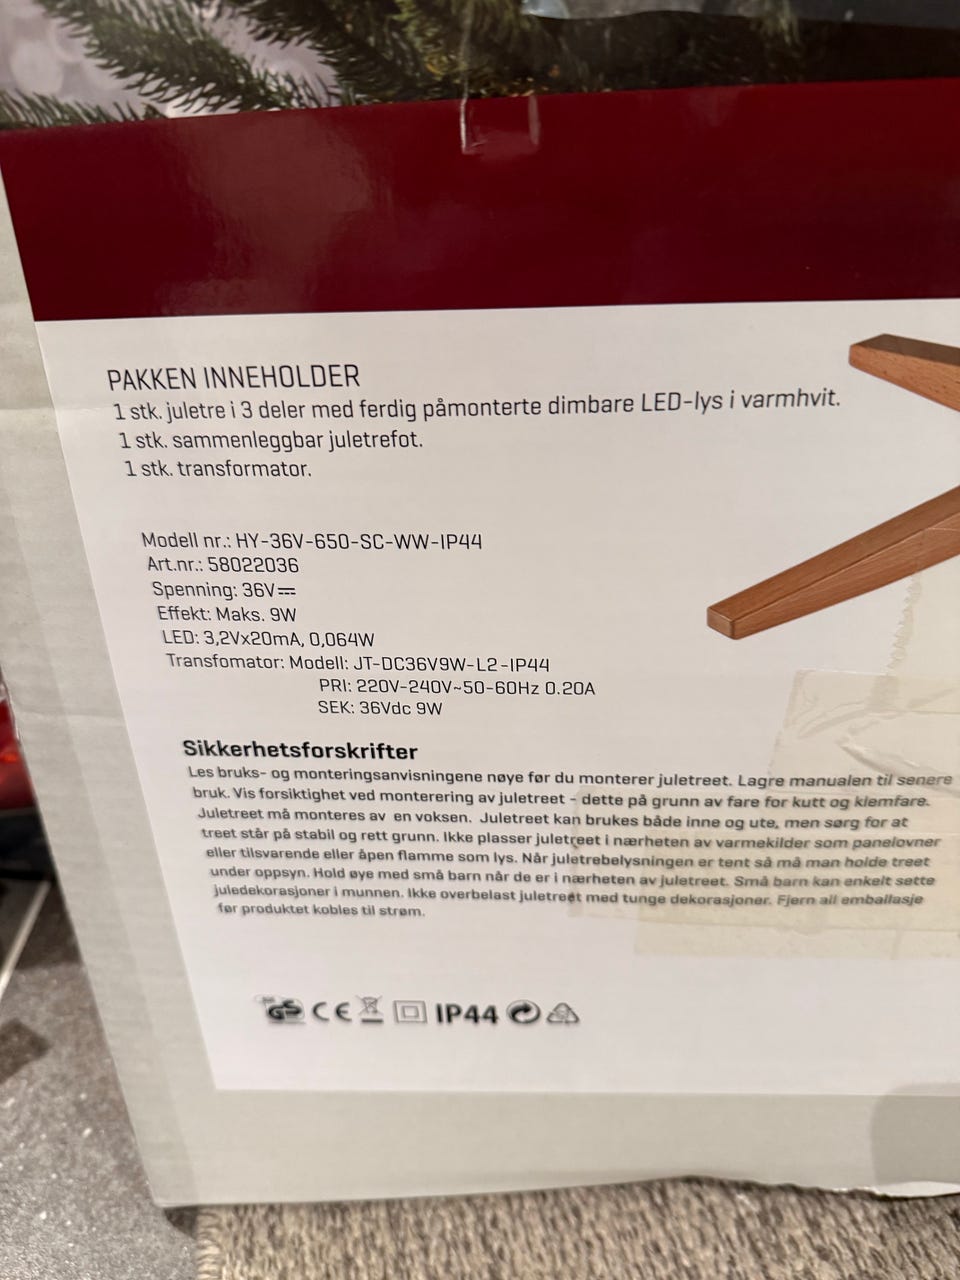 PAKKEN INNEHOLDER
1 stk. juletre i 3 deler med ferdig påmonterte dimbare LED-lys i varmhvit.
1 stk. sammenleggbar juletrefot.
1 stk. transformator.
Modell nr.: HY-36V-650-SC-WW-IP44
Art.nr.: 58022036
Spenning: 36V⎓
Effekt: Maks. 9W
LED: 3,2Vx20mA, 0,064W
Transfomator: Modell: JT-DC36V9W-L2-IP44
PRI: 220V-240V~50-60Hz 0.20A
SEK: 36Vdc 9W
Sikkerhetsforskrifter
Les bruks- og monteringsanvisningene nøye før du monterer juletreet. Lagre manualen til senere
bruk. Vis forsiktighet ved montering av juletreet - dette på grunn av fare for kutt og klemfare.
Juletreet må monteres av en voksen. Juletreet kan brukes både inne og ute, men sørg for at
treet står på stabil og rett grunn. Ikke plasser juletreet i nærheten av varmekilder som panelovner
eller tilsvarende eller åpen flamme som lys. Når juletrebelysningen er tent så må man holde treet
under oppsyn. Hold øye med små barn når de er i nærheten av juletreet. Små barn kan enkelt sette
juledekorasjoner i munnen. Ikke overbelast juletreet med tunge dekorasjoner. Fjern all emballasje
før produktet kobles til strøm.
GS CE IP44